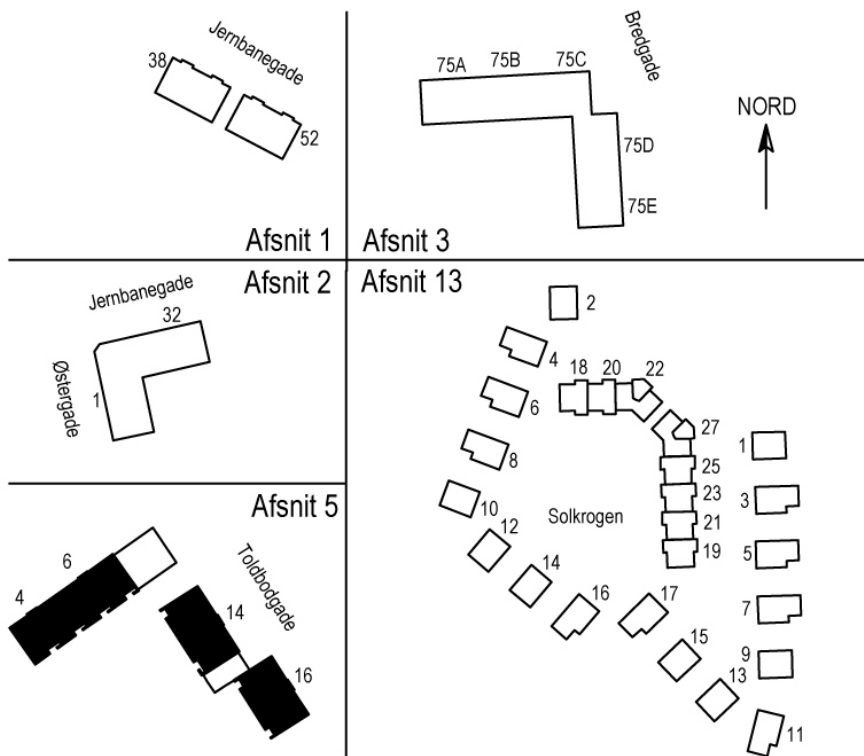 Jernbanegade
38
52
Afsnit 1
Bredgade
75A 75B 75C
75D
75E
NORD
Afsnit 3
Afsnit 2
Jernbanegade
32
Østergade
1
Afsnit 5
6
4
Toldbodgade
14
16
Afsnit 13
2
4
18 20 22
6
27
1
8
25
23
3
10
21
Solkrogen
12
19
5
14
16
17
7
15
9
13
11